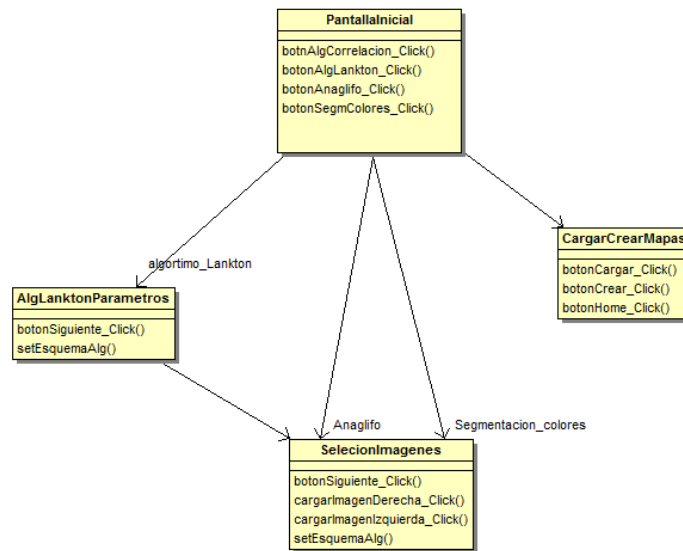 PantallaInicial
botnAlgCorrelacion_Click()
botonAlgLankton_Click()
botonAnaglifo_Click()
botonSegmColores_Click()
CargarCrearMapas
botonCargar_Click()
botonCrear_Click()
botonHome_Click()
algortimo_Lankton
AlgLanktonParametros
botonSiguiente_Click()
setEsquemaAlg()
Anaglifo
Segmentacion_colores
SelecionImagenes
botonSiguiente_Click()
cargarImagenDerecha_Click()
cargarImagenIzquierda_Click()
setEsquemaAlg()